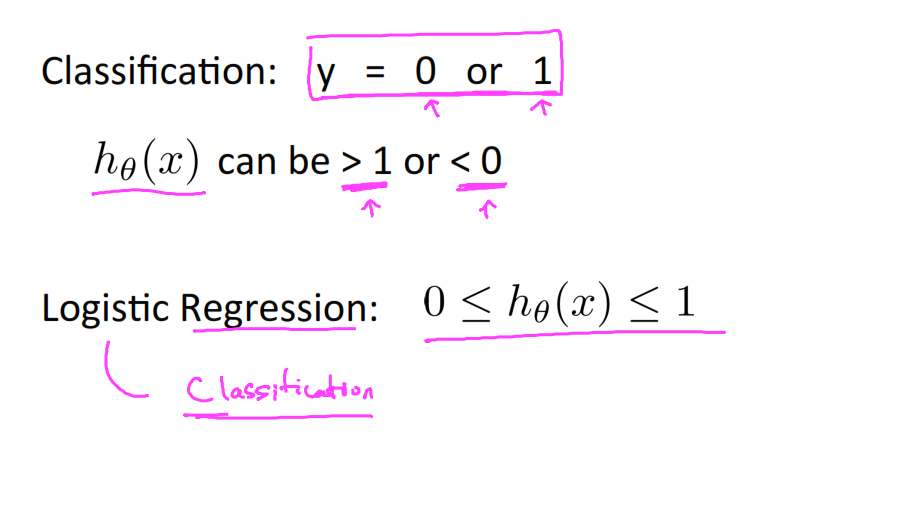 Classification: y = 0 or 1
hθ(x) can be > 1 or < 0
Logistic Regression: 0 ≤ hθ(x) ≤ 1
Classification